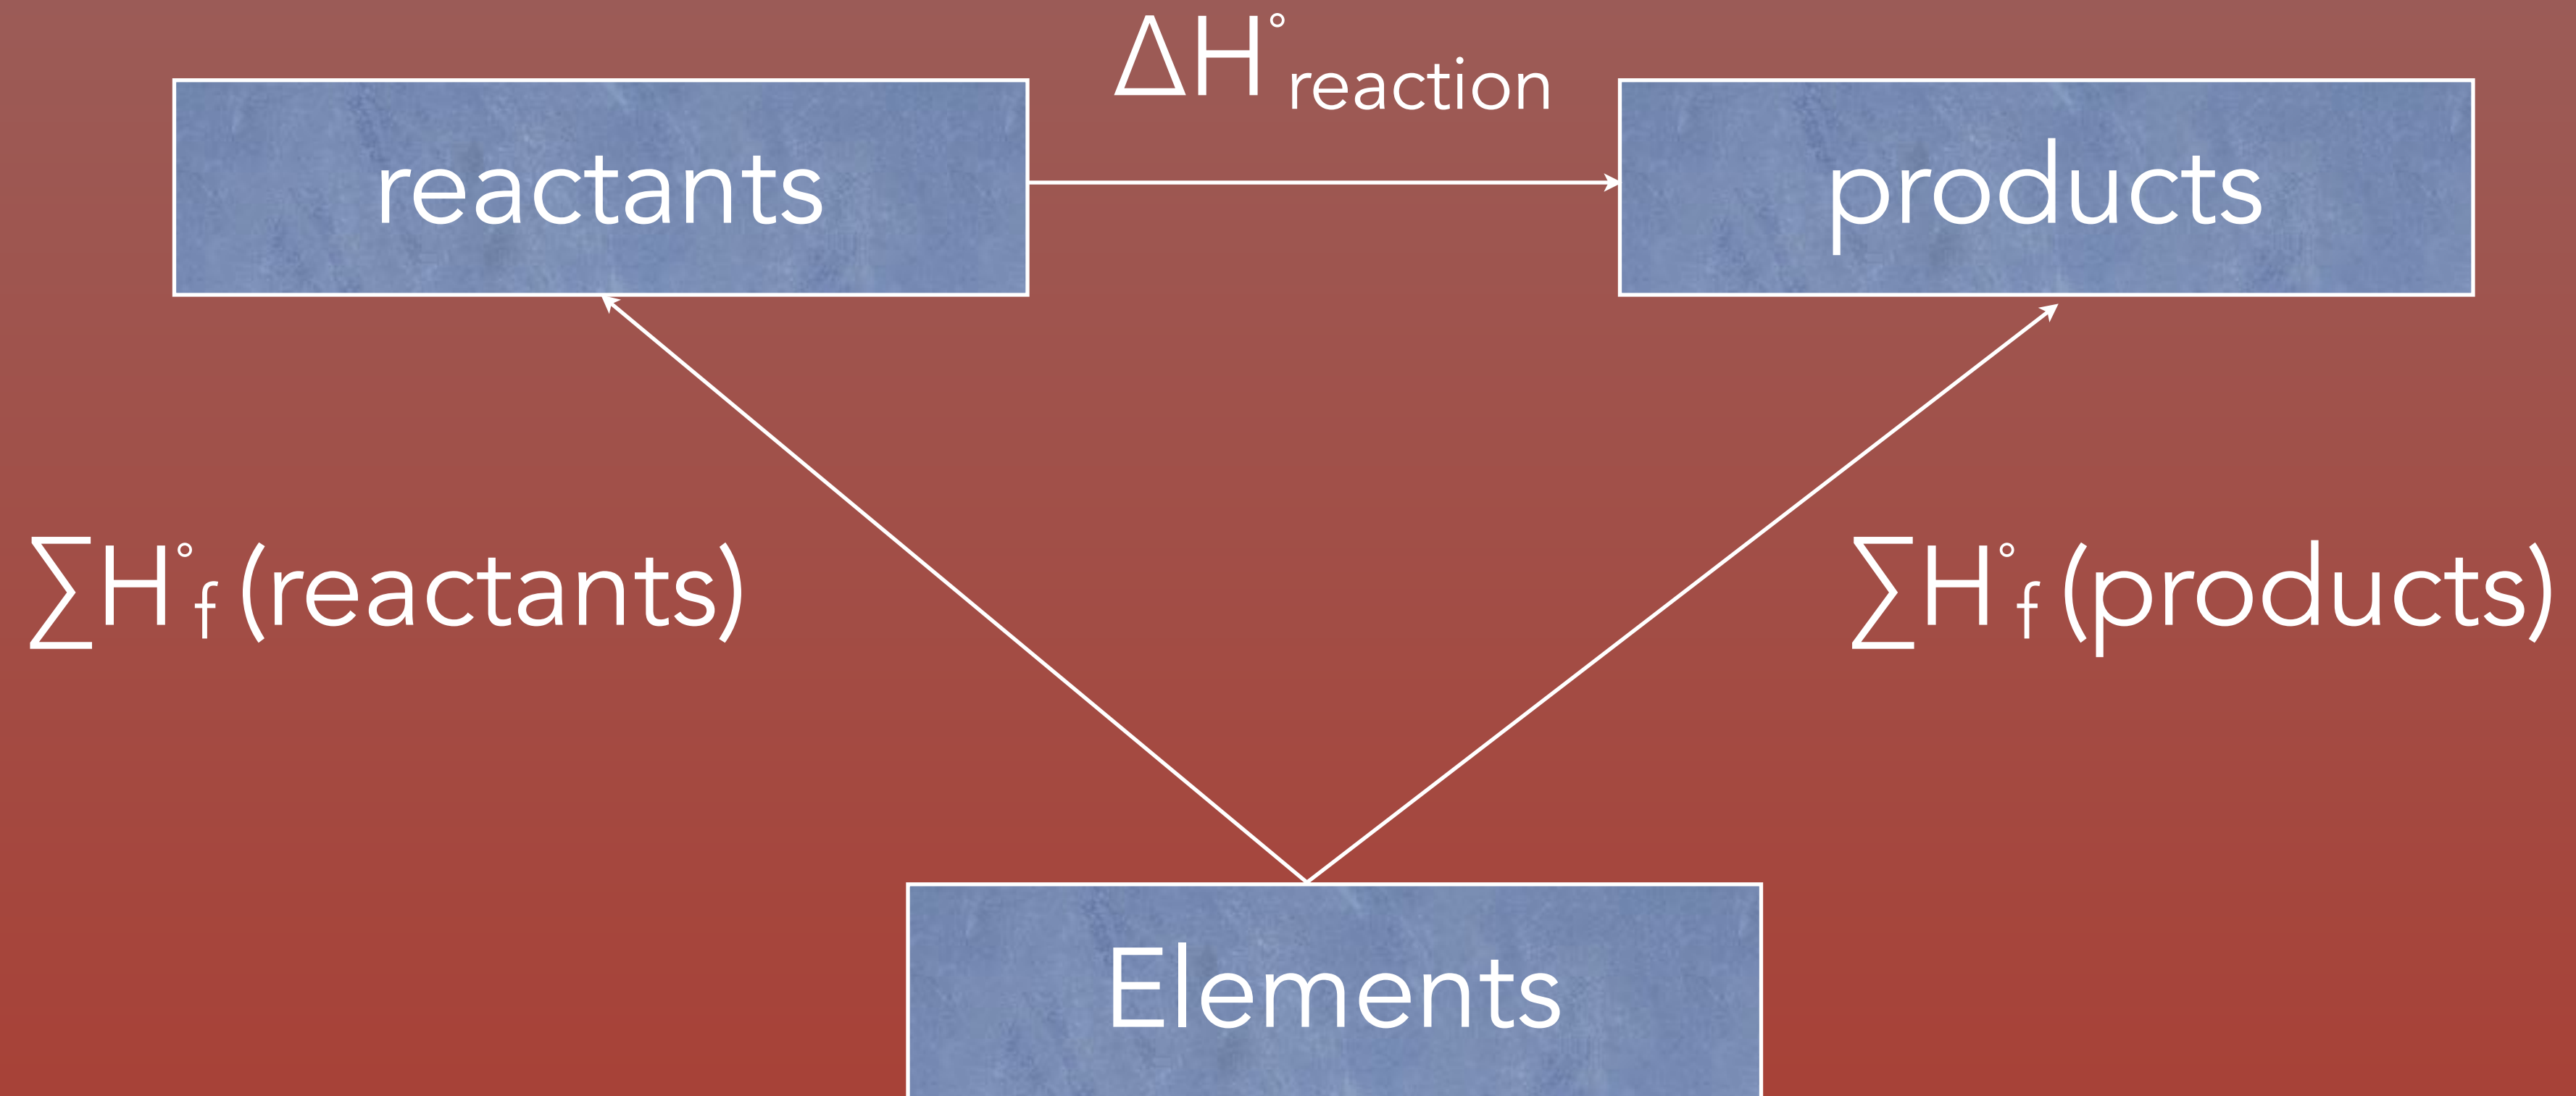 ΔH°reaction
reactants
products
∑H°f (reactants)
∑H°f (products)
Elements